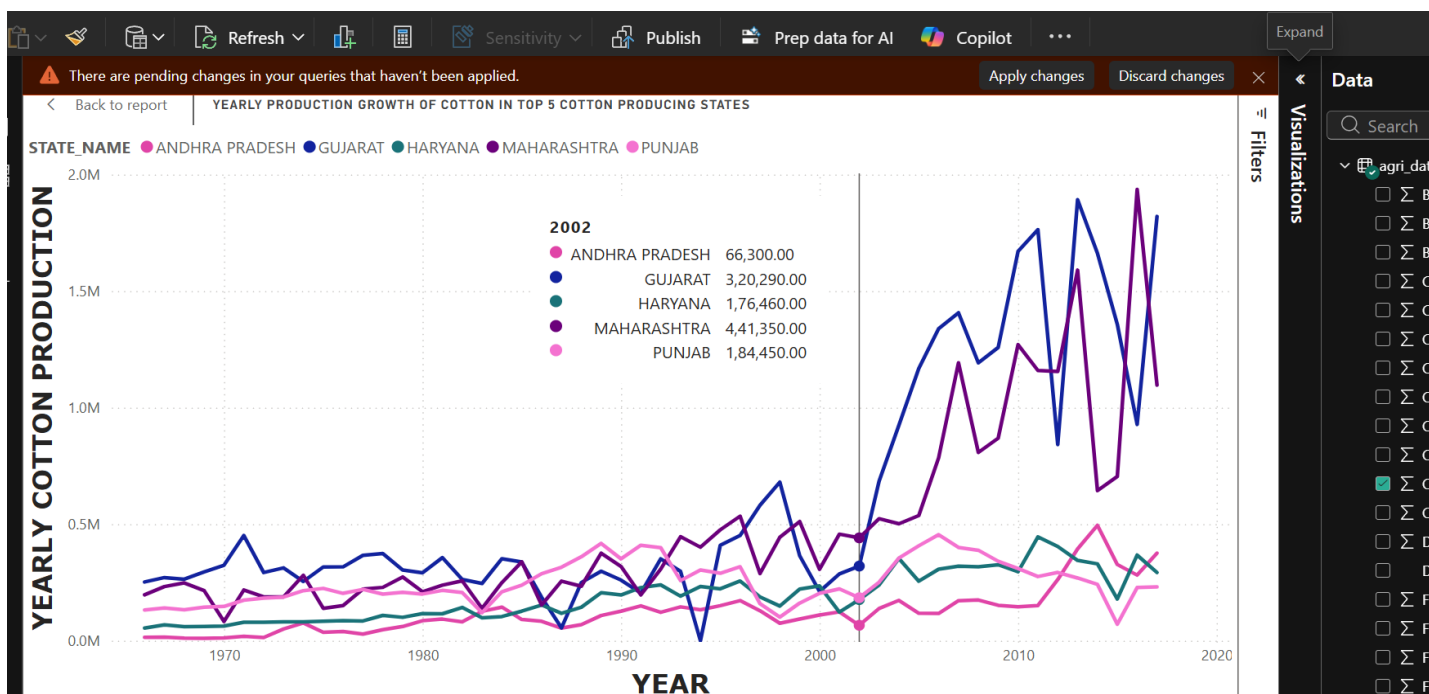 Refresh
Sensitivity
Publish
Prep data for AI
Copilot
Expand
There are pending changes in your queries that haven't been applied.
Apply changes
Discard changes
Back to report
YEARLY PRODUCTION GROWTH OF COTTON IN TOP 5 COTTON PRODUCING STATES
STATE_NAME ANDHRA PRADESH GUJARAT HARYANA MAHARASHTRA PUNJAB
YEARLY COTTON PRODUCTION
2.0M
1.5M
1.0M
0.5M
0.0M
2002
ANDHRA PRADESH 66,300.00
GUJARAT 3,20,290.00
HARYANA 1,76,460.00
MAHARASHTRA 4,41,350.00
PUNJAB 1,84,450.00
1970 1980 1990 2000 2010 2020
YEAR
Filters
Visualizations
Data
Search
agri_dat
Σ B
Σ B
Σ B
Σ C
Σ C
Σ C
Σ C
Σ C
Σ C
Σ C
Σ C
Σ C
Σ D
D
Σ F
Σ F
Σ F
Σ F